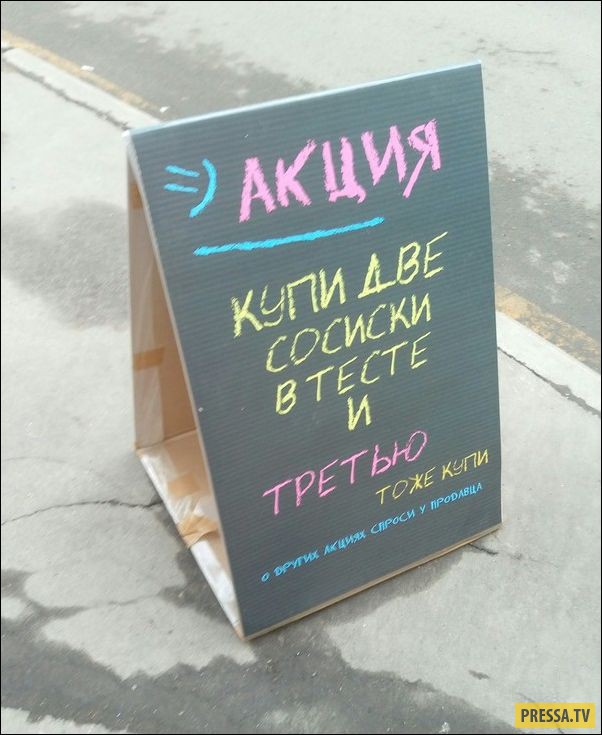 =) АКЦИЯ
КУПИ ДВЕ
СОСИСКИ
В ТЕСТЕ
И
ТРЕТЬЮ
ТОЖЕ КУПИ
О ДРУГИХ АКЦИЯХ СПРОСИ У ПРОДАВЦА
PRESSA.TV